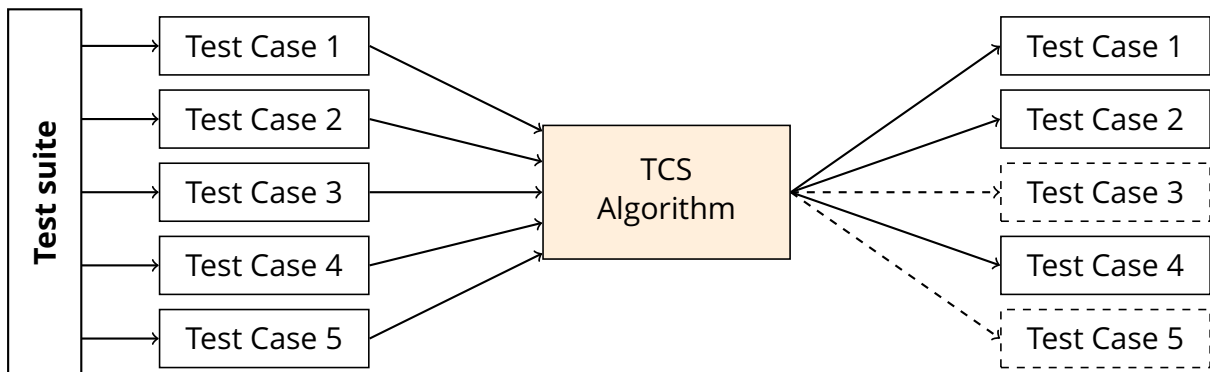 Test suite
Test Case 1
Test Case 2
Test Case 3
Test Case 4
Test Case 5
TCS
Algorithm
Test Case 1
Test Case 2
Test Case 3
Test Case 4
Test Case 5